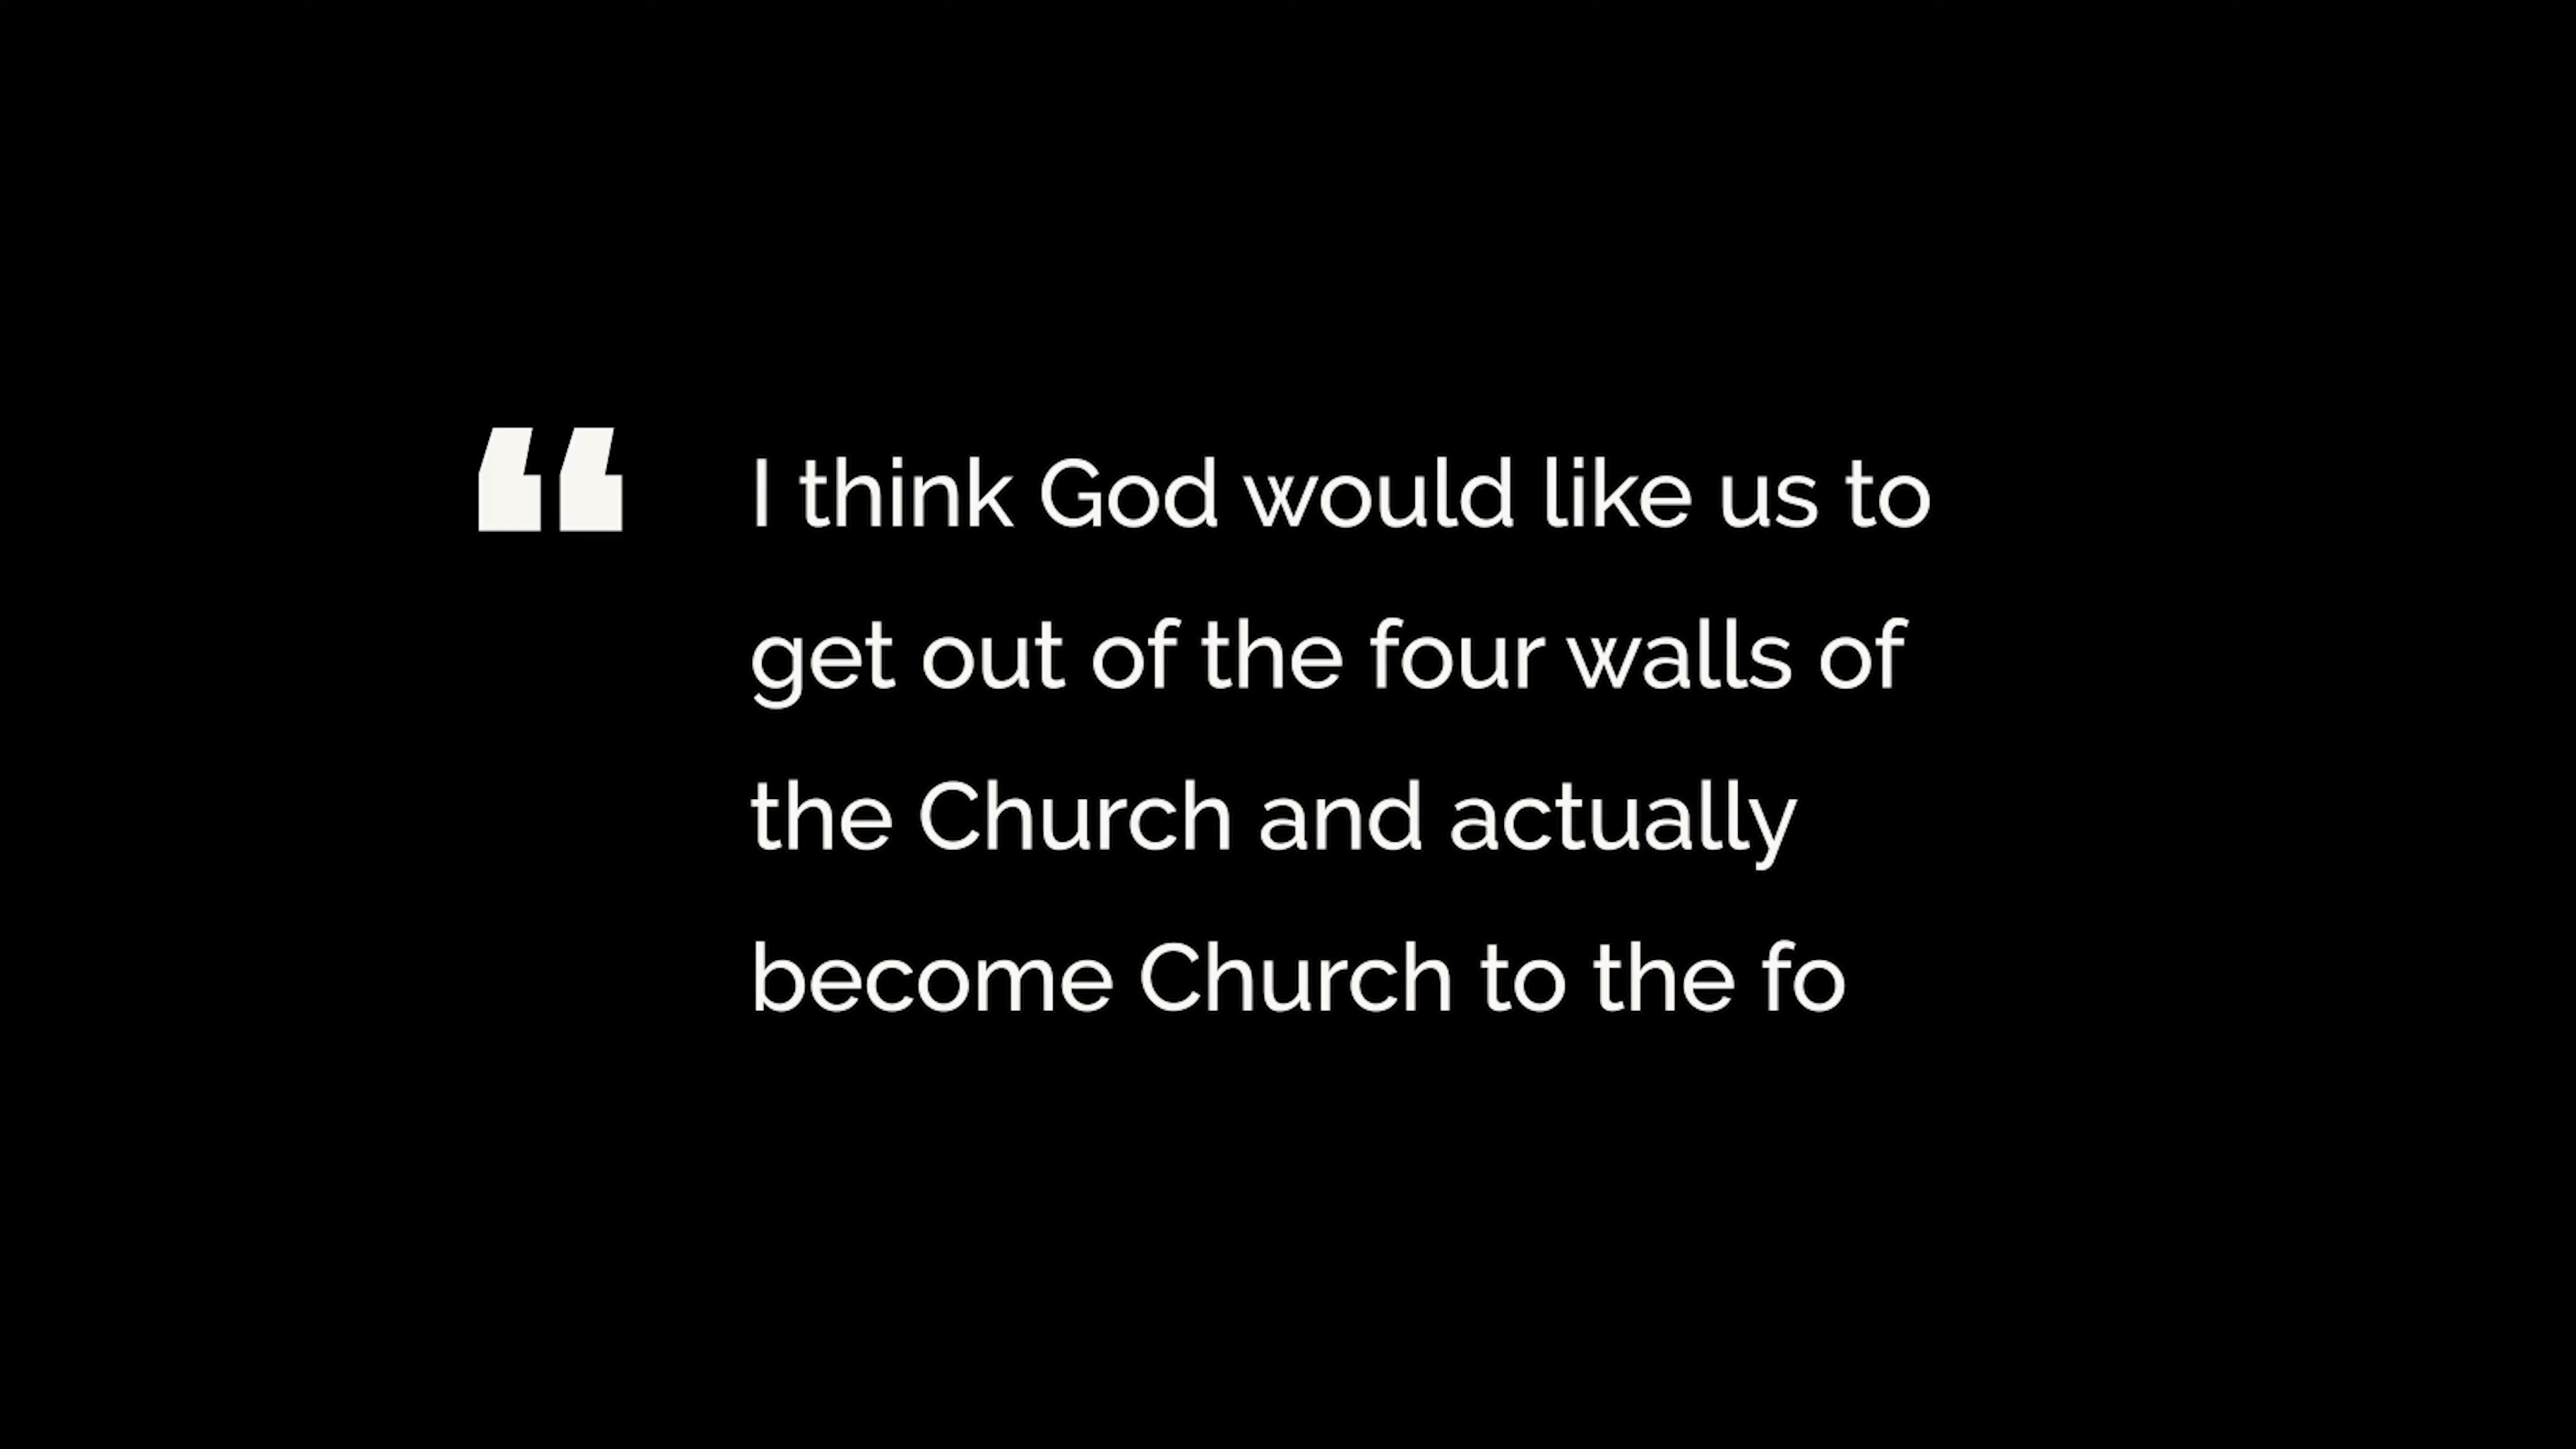 “ I think God would like us to
get out of the four walls of
the Church and actually
become Church to the fo